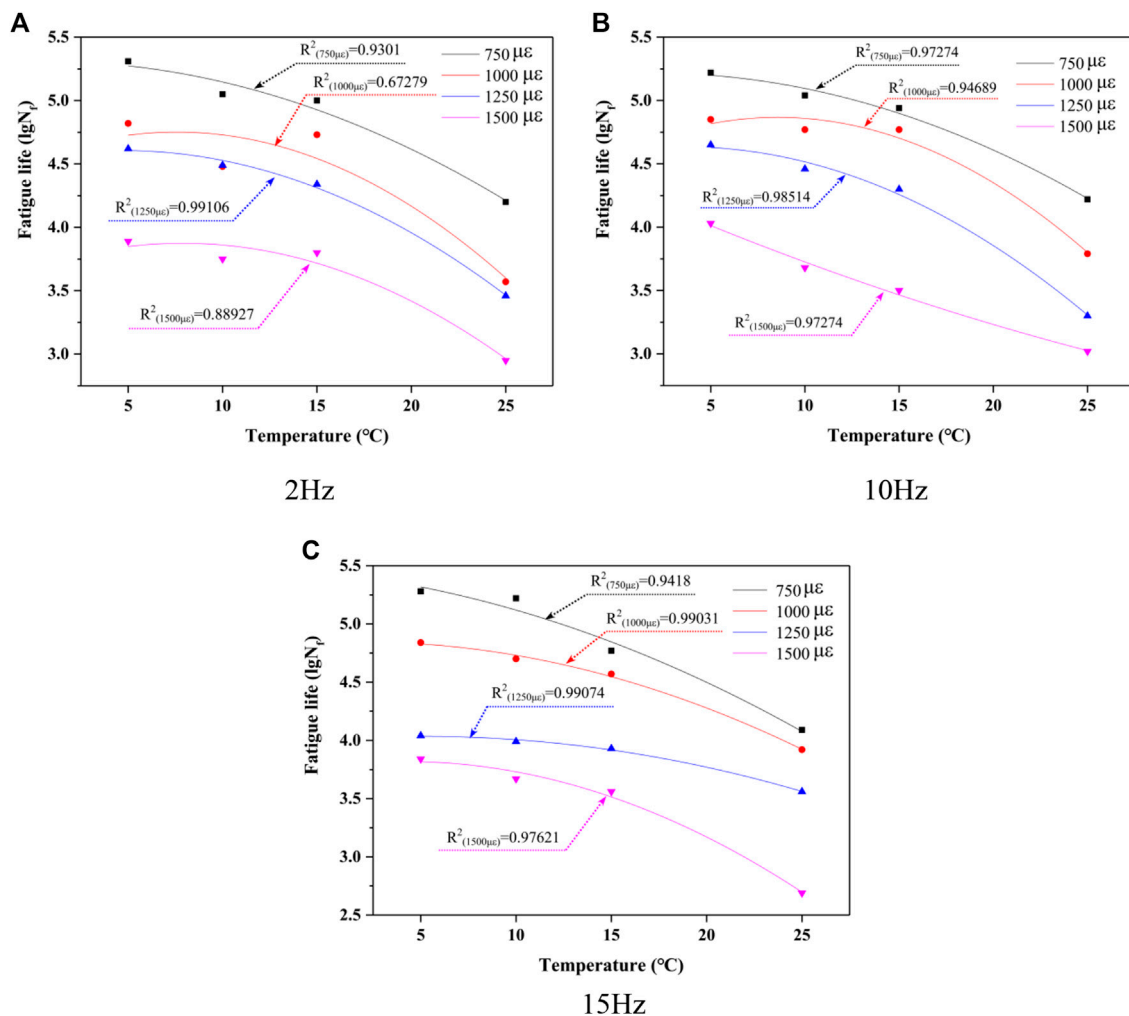 A
Fatigue life (lgNf)
5.5
5.0
4.5
4.0
3.5
3.0
R2(750με)=0.9301
R2(1000με)=0.67279
R2(1250με)=0.99106
R2(1500με)=0.88927
750 με
1000 με
1250 με
1500 με
5 10 15 20 25
Temperature (℃)
2Hz
B
Fatigue life (lgNf)
5.5
5.0
4.5
4.0
3.5
3.0
R2(750με)=0.97274
R2(1000με)=0.94689
R2(1250με)=0.98514
R2(1500με)=0.97274
750 με
1000 με
1250 με
1500 με
5 10 15 20 25
Temperature (℃)
10Hz
C
Fatigue life (lgNf)
5.5
5.0
4.5
4.0
3.5
3.0
2.5
R2(750με)=0.9418
R2(1000με)=0.99031
R2(1250με)=0.99074
R2(1500με)=0.97621
750 με
1000 με
1250 με
1500 με
5 10 15 20 25
Temperature (℃)
15Hz